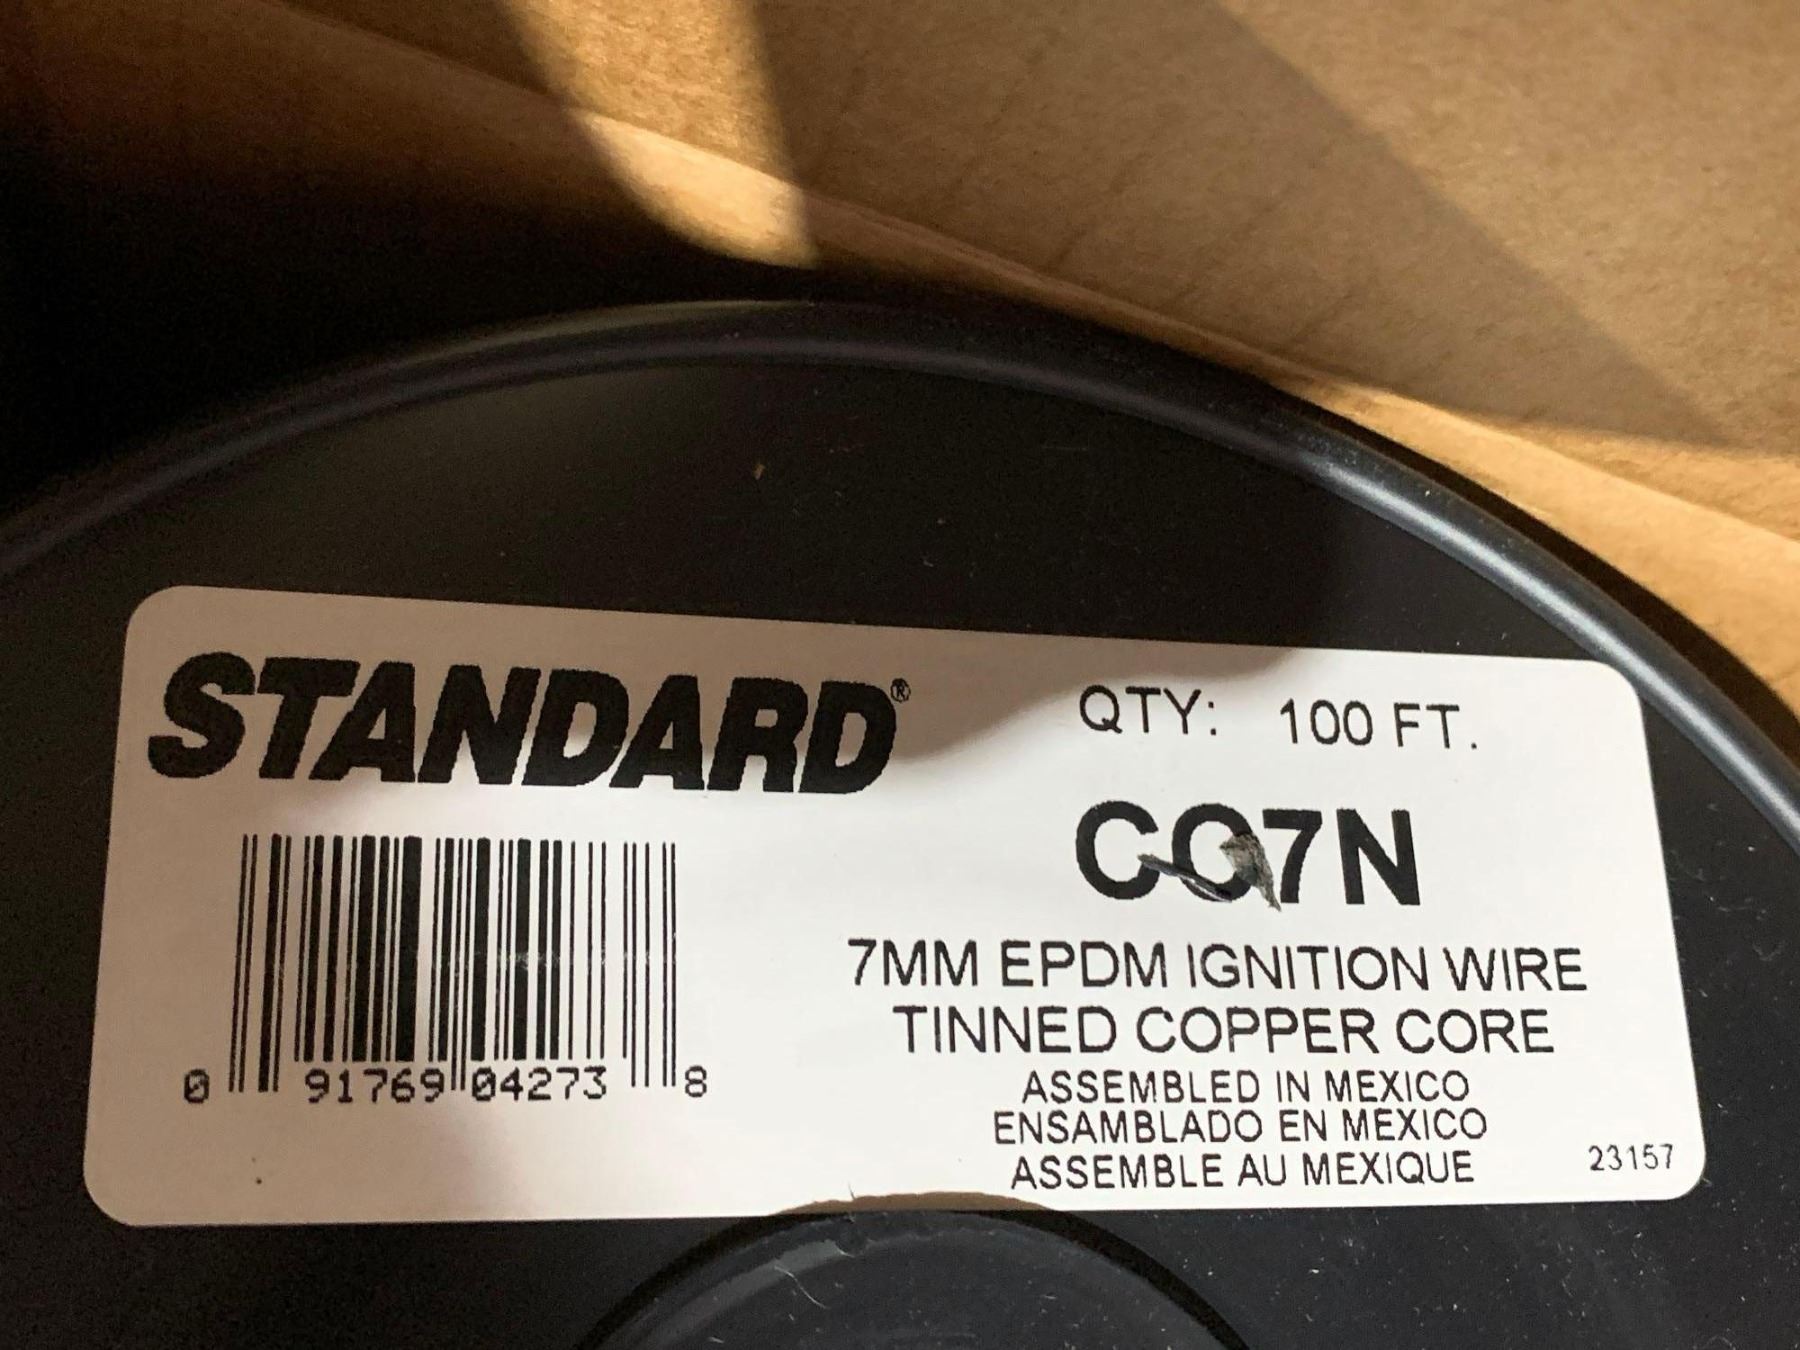 STANDARD®
QTY: 100 FT.
CO7N
7MM EPDM IGNITION WIRE
TINNED COPPER CORE
ASSEMBLED IN MEXICO
ENSAMBLADO EN MEXICO
ASSEMBLE AU MEXIQUE
23157
0 91769 04273 8